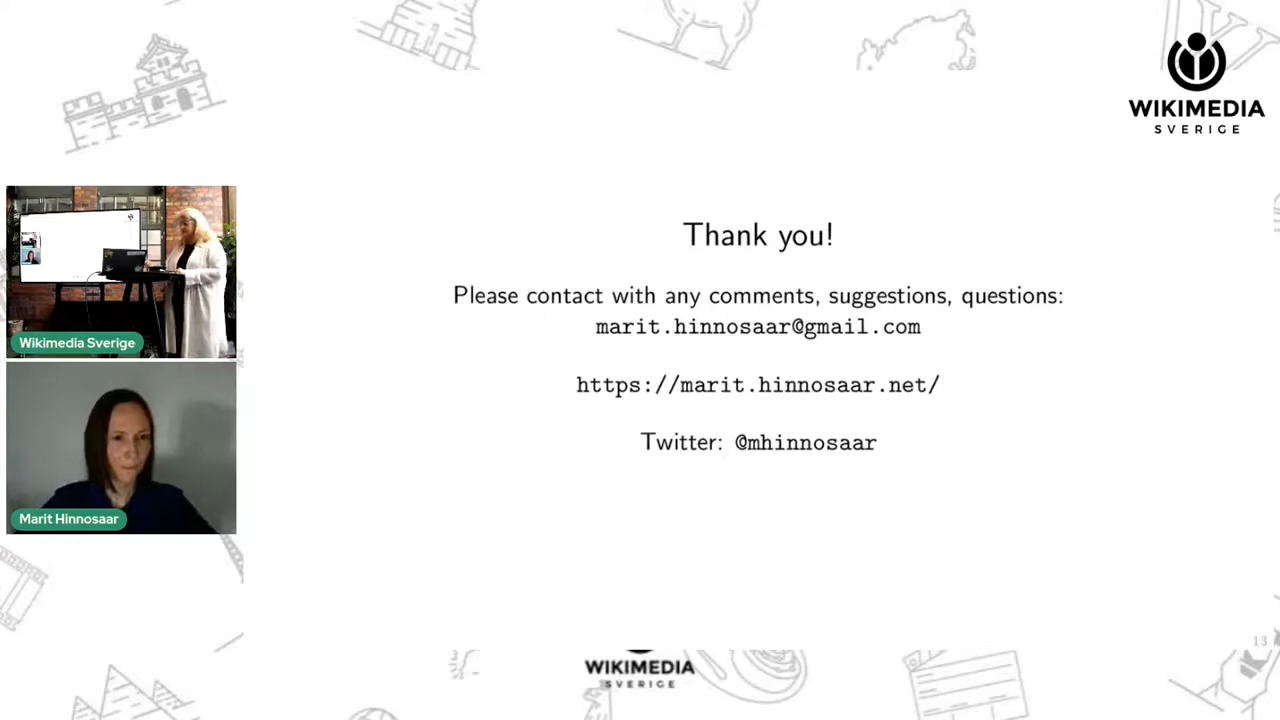 WIKIMEDIA
SVERIGE
Thank you!
Please contact with any comments, suggestions, questions:
marit.hinnosaar@gmail.com
https://marit.hinnosaar.net/
Twitter: @mhinnosaar
Wikimedia Sverige
Marit Hinnosaar
13
WIKIMEDIA
SVERIGE